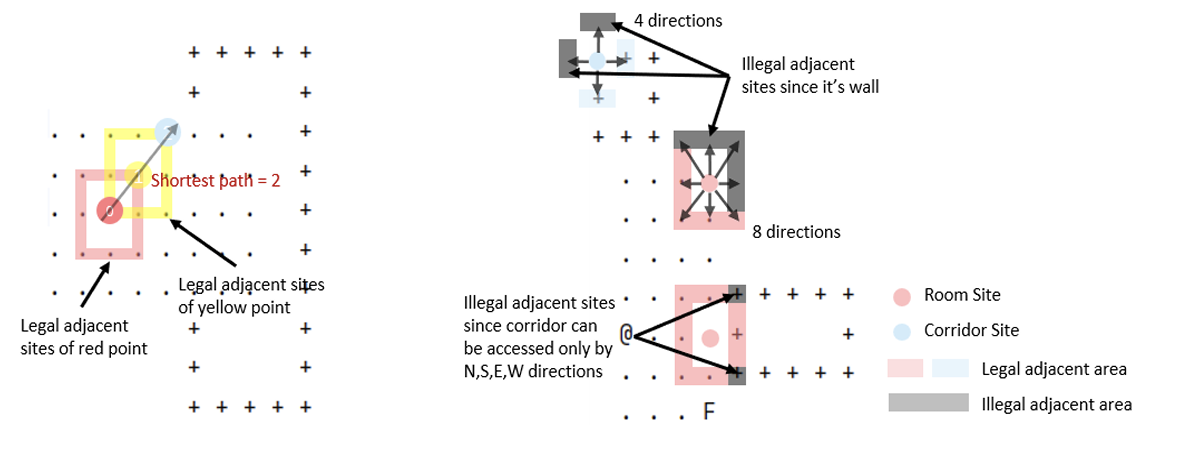 4 directions
Illegal adjacent
sites since it's wall
Shortest path = 2
0
8 directions
Legal adjacent sites
of yellow point
Legal adjacent
sites of red point
Illegal adjacent sites
since corridor can
be accessed only by
N,S,E,W directions
@
F
Room Site
Corridor Site
Legal adjacent area
Illegal adjacent area